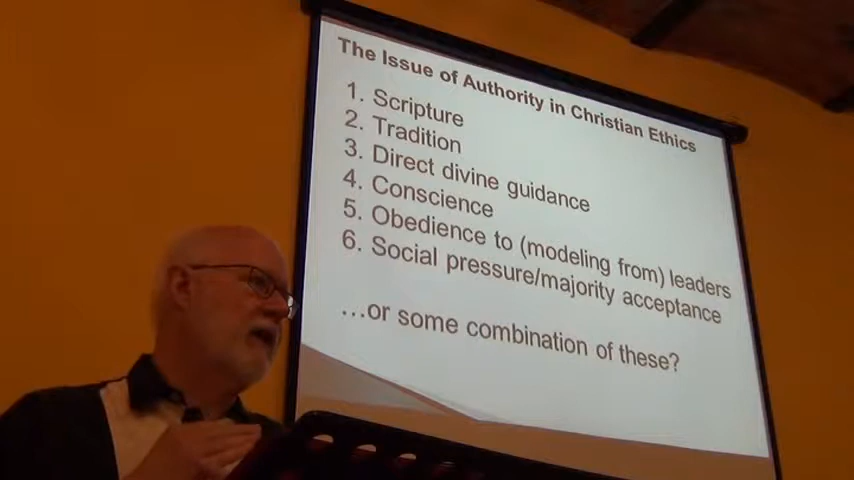 The Issue of Authority in Christian Ethics
1. Scripture
2. Tradition
3. Direct divine guidance
4. Conscience
5. Obedience to (modeling from) leaders
6. Social pressure/majority acceptance
…or some combination of these?